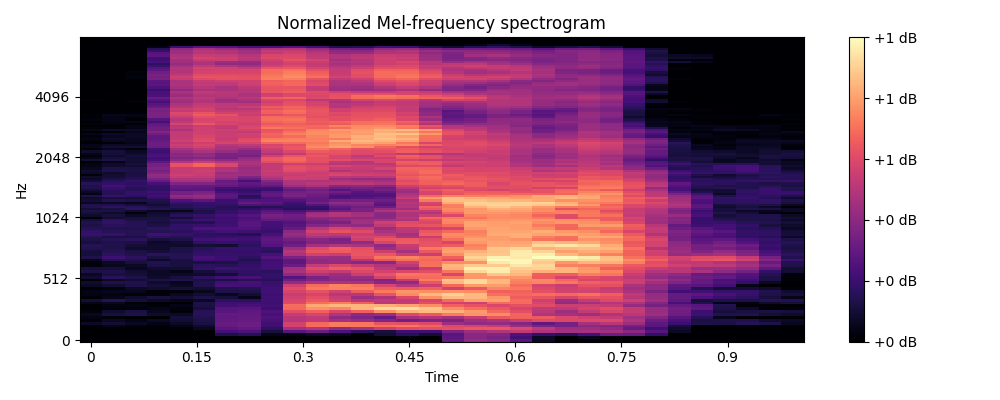 Normalized Mel-frequency spectrogram
+1 dB
4096
+1 dB
2048
+1 dB
Hz
1024
+0 dB
512
+0 dB
0
+0 dB
0 0.15 0.3 0.45 0.6 0.75 0.9
Time